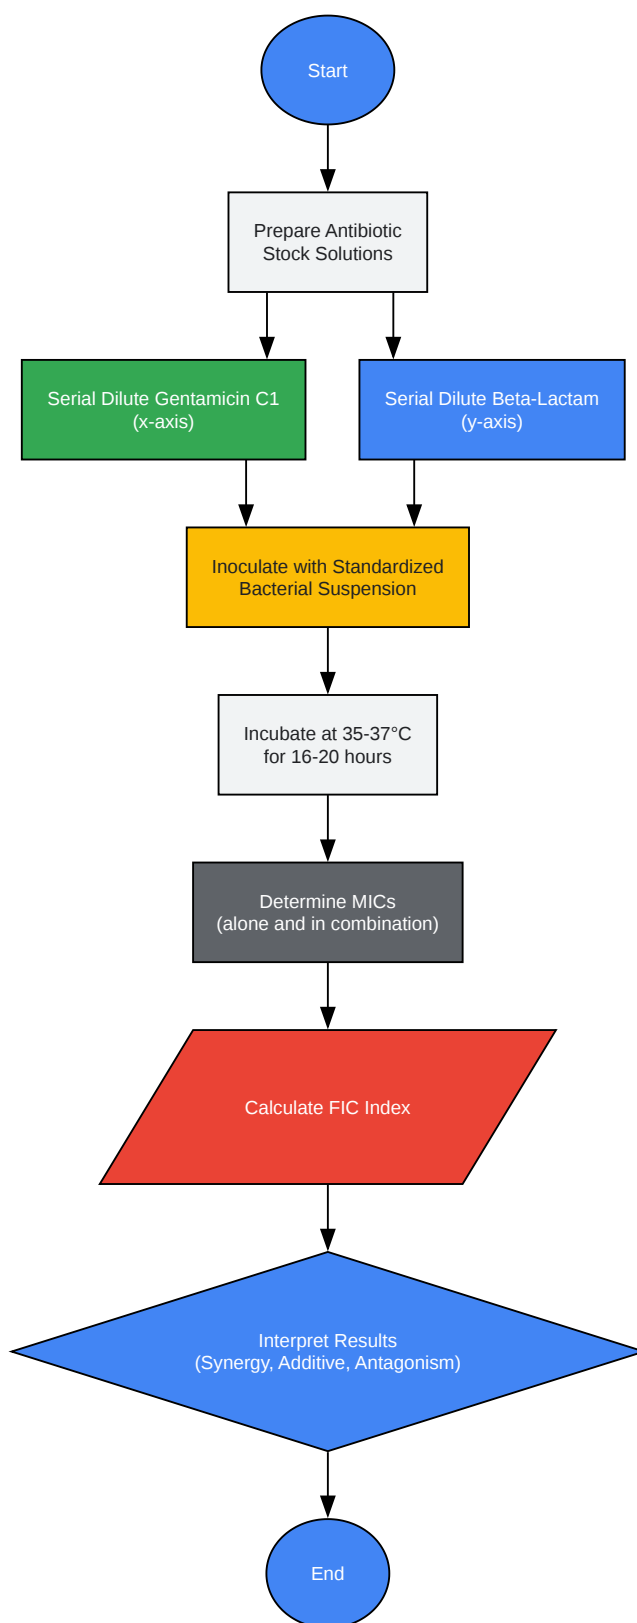 Start
Prepare Antibiotic
Stock Solutions
Serial Dilute Gentamicin C1
(x-axis)
Serial Dilute Beta-Lactam
(y-axis)
Inoculate with Standardized
Bacterial Suspension
Incubate at 35-37°C
for 16-20 hours
Determine MICs
(alone and in combination)
Calculate FIC Index
Interpret Results
(Synergy, Additive, Antagonism)
End